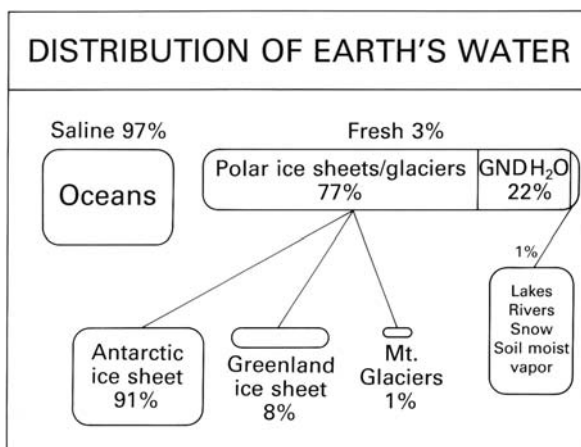 DISTRIBUTION OF EARTH'S WATER
Saline 97%
Fresh 3%
Oceans
Polar ice sheets/glaciers
77%
GNDH₂O
22%
1%
Lakes
Rivers
Snow
Soil moist
vapor
Antarctic
ice sheet
91%
Greenland
ice sheet
8%
Mt.
Glaciers
1%